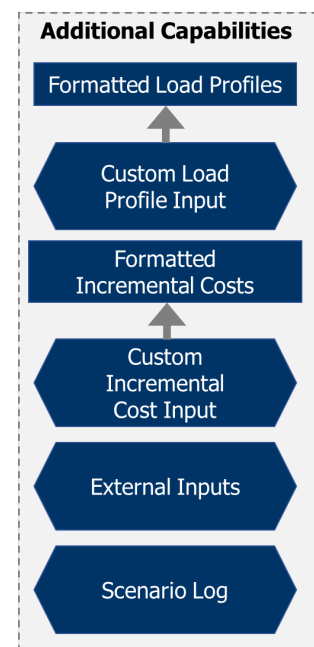 Additional Capabilities
Formatted Load Profiles
Custom Load
Profile Input
Formatted
Incremental Costs
Custom
Incremental
Cost Input
External Inputs
Scenario Log